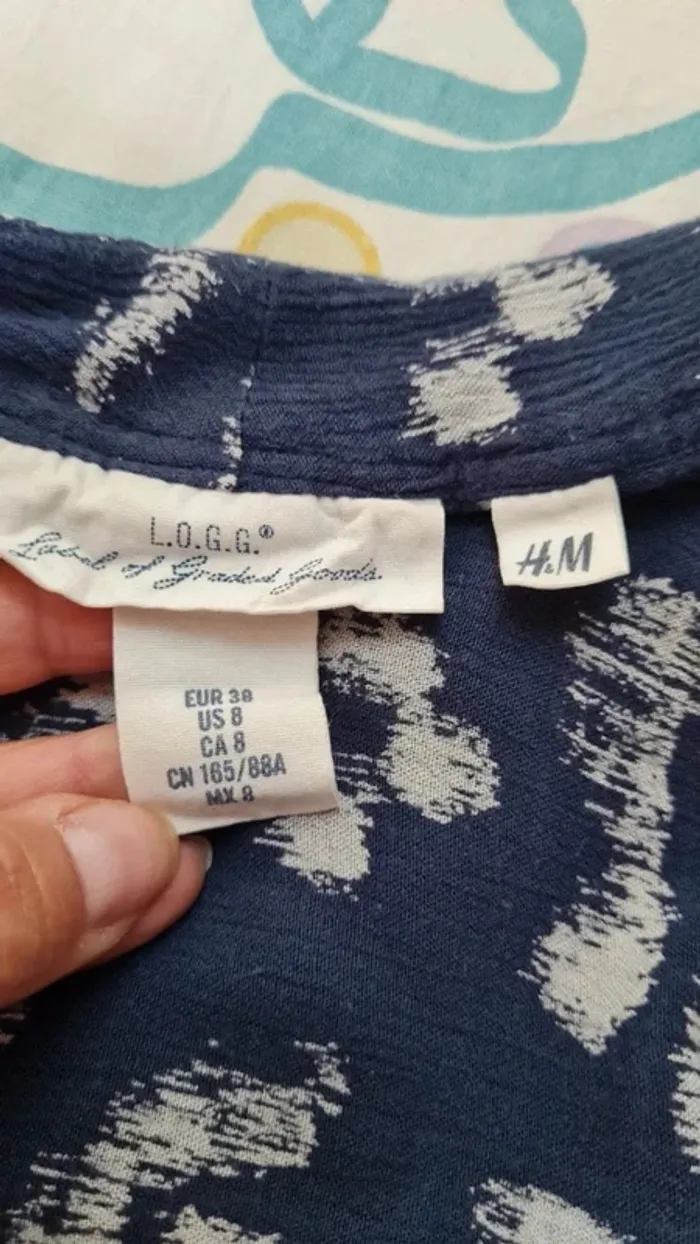 L.O.G.G.®
Label of Graded Goods
H&M
EUR 38
US 8
CA 8
CN 165/88A
MX 8